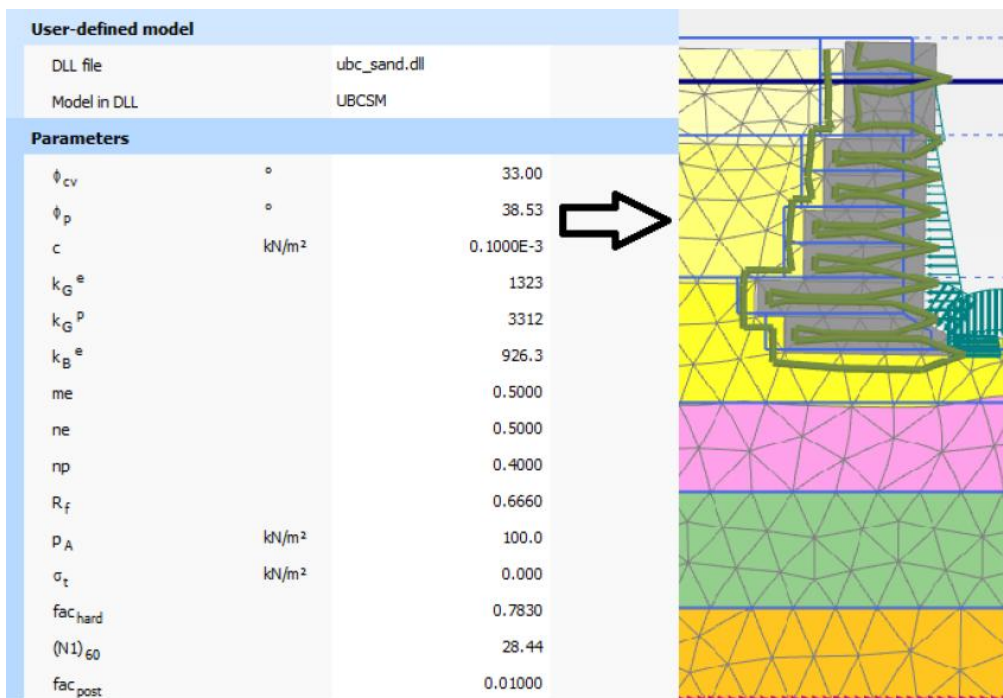 User-defined model
DLL file ubc_sand.dll
Model in DLL UBCSM
Parameters
ϕcv ° 33.00
ϕp ° 38.53
c kN/m² 0.1000E-3
kGe 1323
kGp 3312
kBe 926.3
me 0.5000
ne 0.5000
np 0.4000
Rf 0.6660
pA kN/m² 100.0
σt kN/m² 0.000
fachard 0.7830
(N1)60 28.44
facpost 0.01000